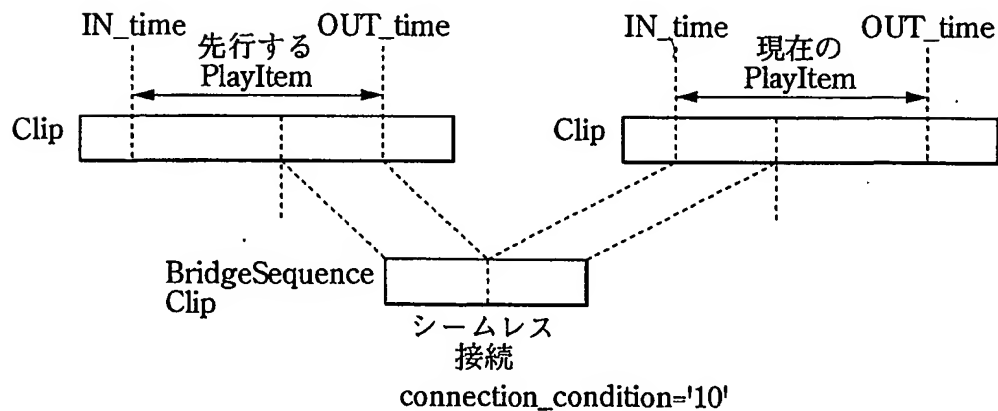 IN_time
OUT_time
先行する
PlayItem
Clip
IN_time
OUT_time
現在の
PlayItem
Clip
BridgeSequence
Clip
シームレス
接続
connection_condition='10'